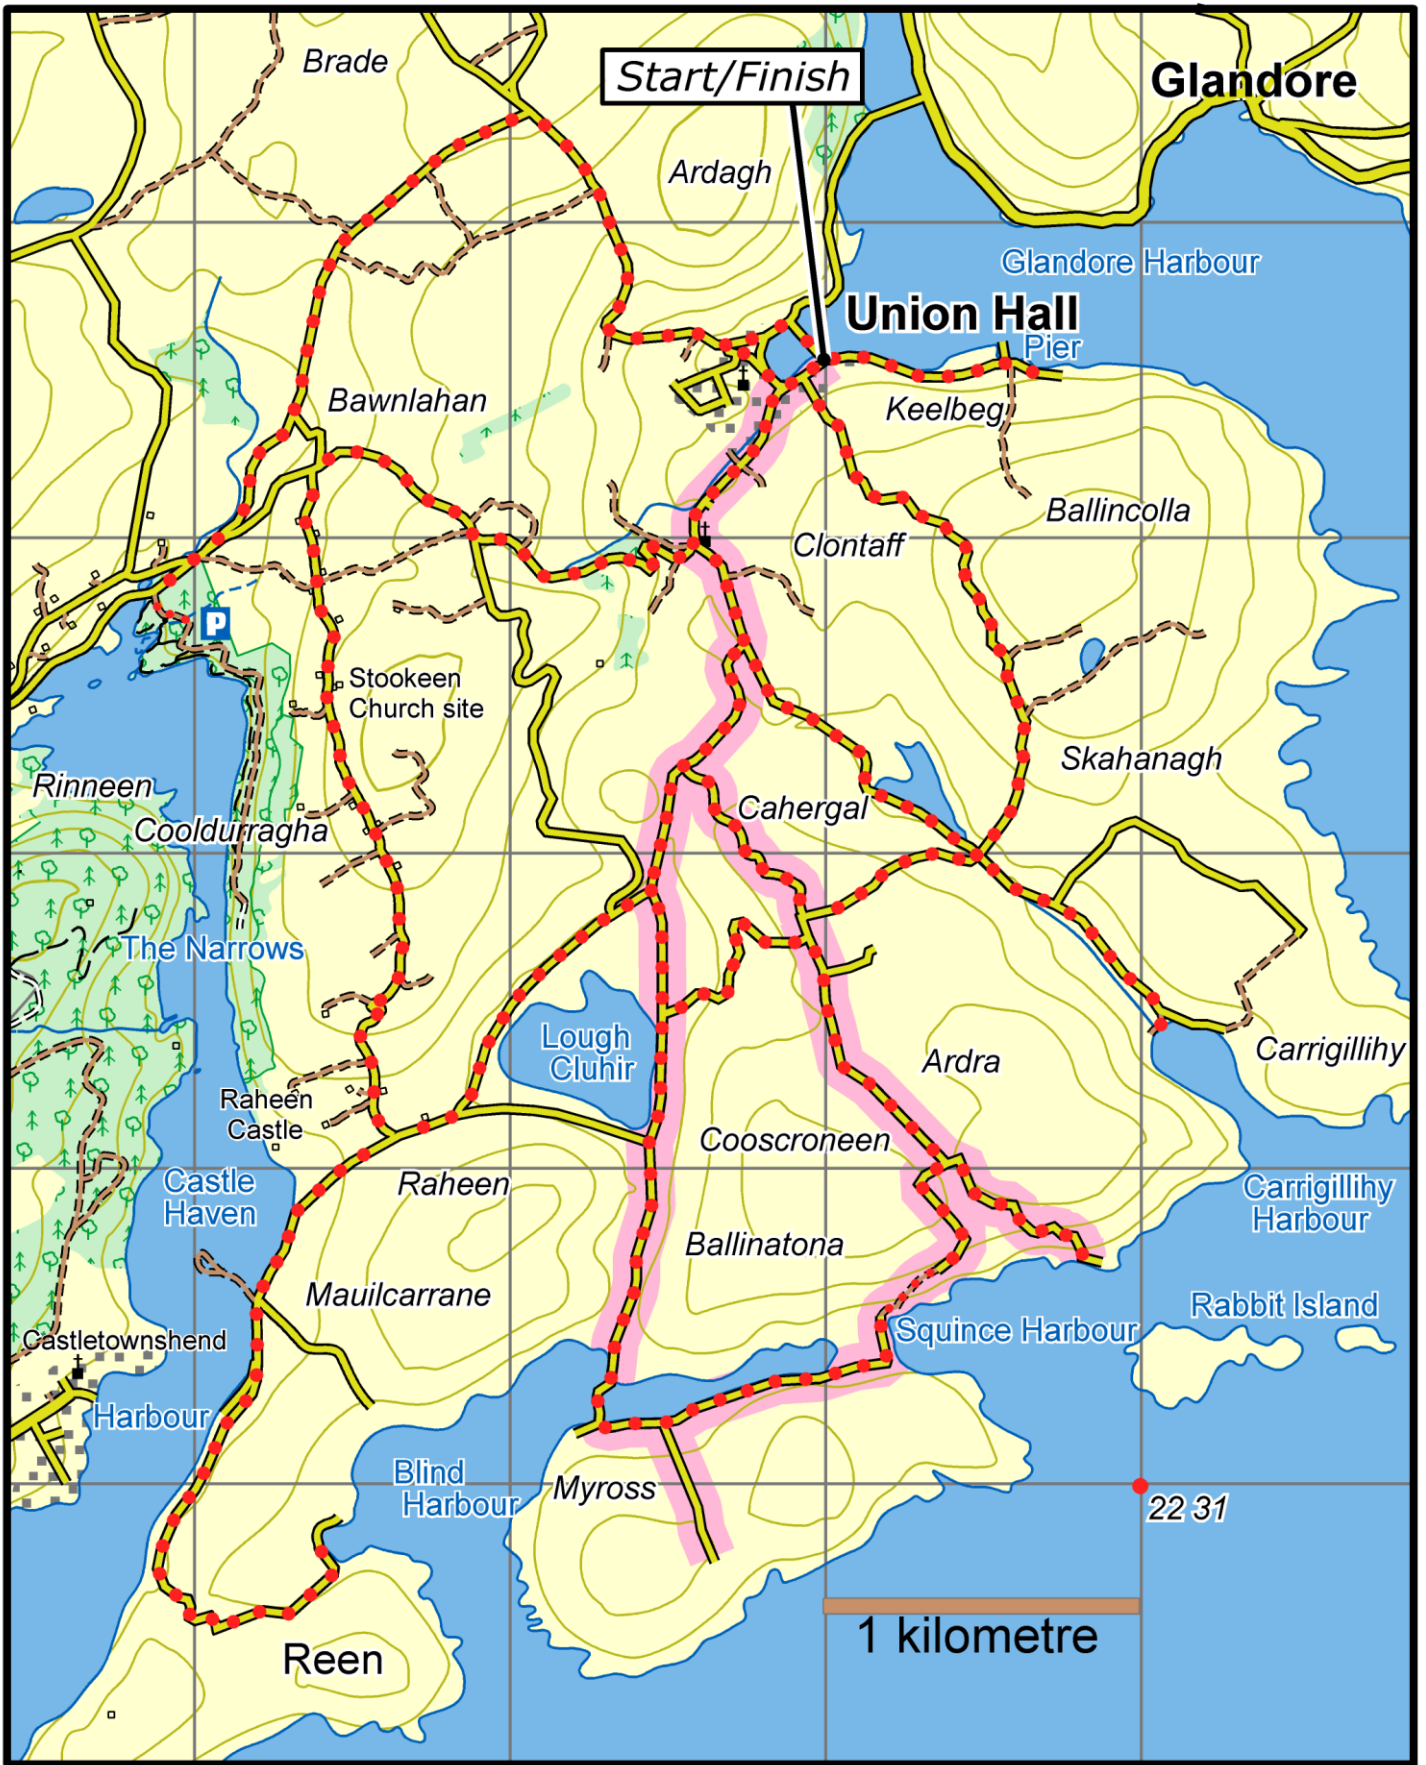 Brade
Start/Finish
Glandore
Ardagh
Glandore Harbour
Union Hall
Pier
Bawnlahan
Keelbeg
Ballincolla
Clontaff
P
Stookeen
Church site
Skahanagh
Rinneen
Cahergal
Cooldurragha
The Narrows
Lough
Cluhir
Ardra
Carrigillihy
Raheen
Castle
Cooscroneen
Castle
Haven
Raheen
Carrigillihy
Harbour
Ballinatona
Mauilcarrane
Rabbit Island
Squince Harbour
Castletownshend
Harbour
Blind
Harbour
Myross
22 31
1 kilometre
Reen